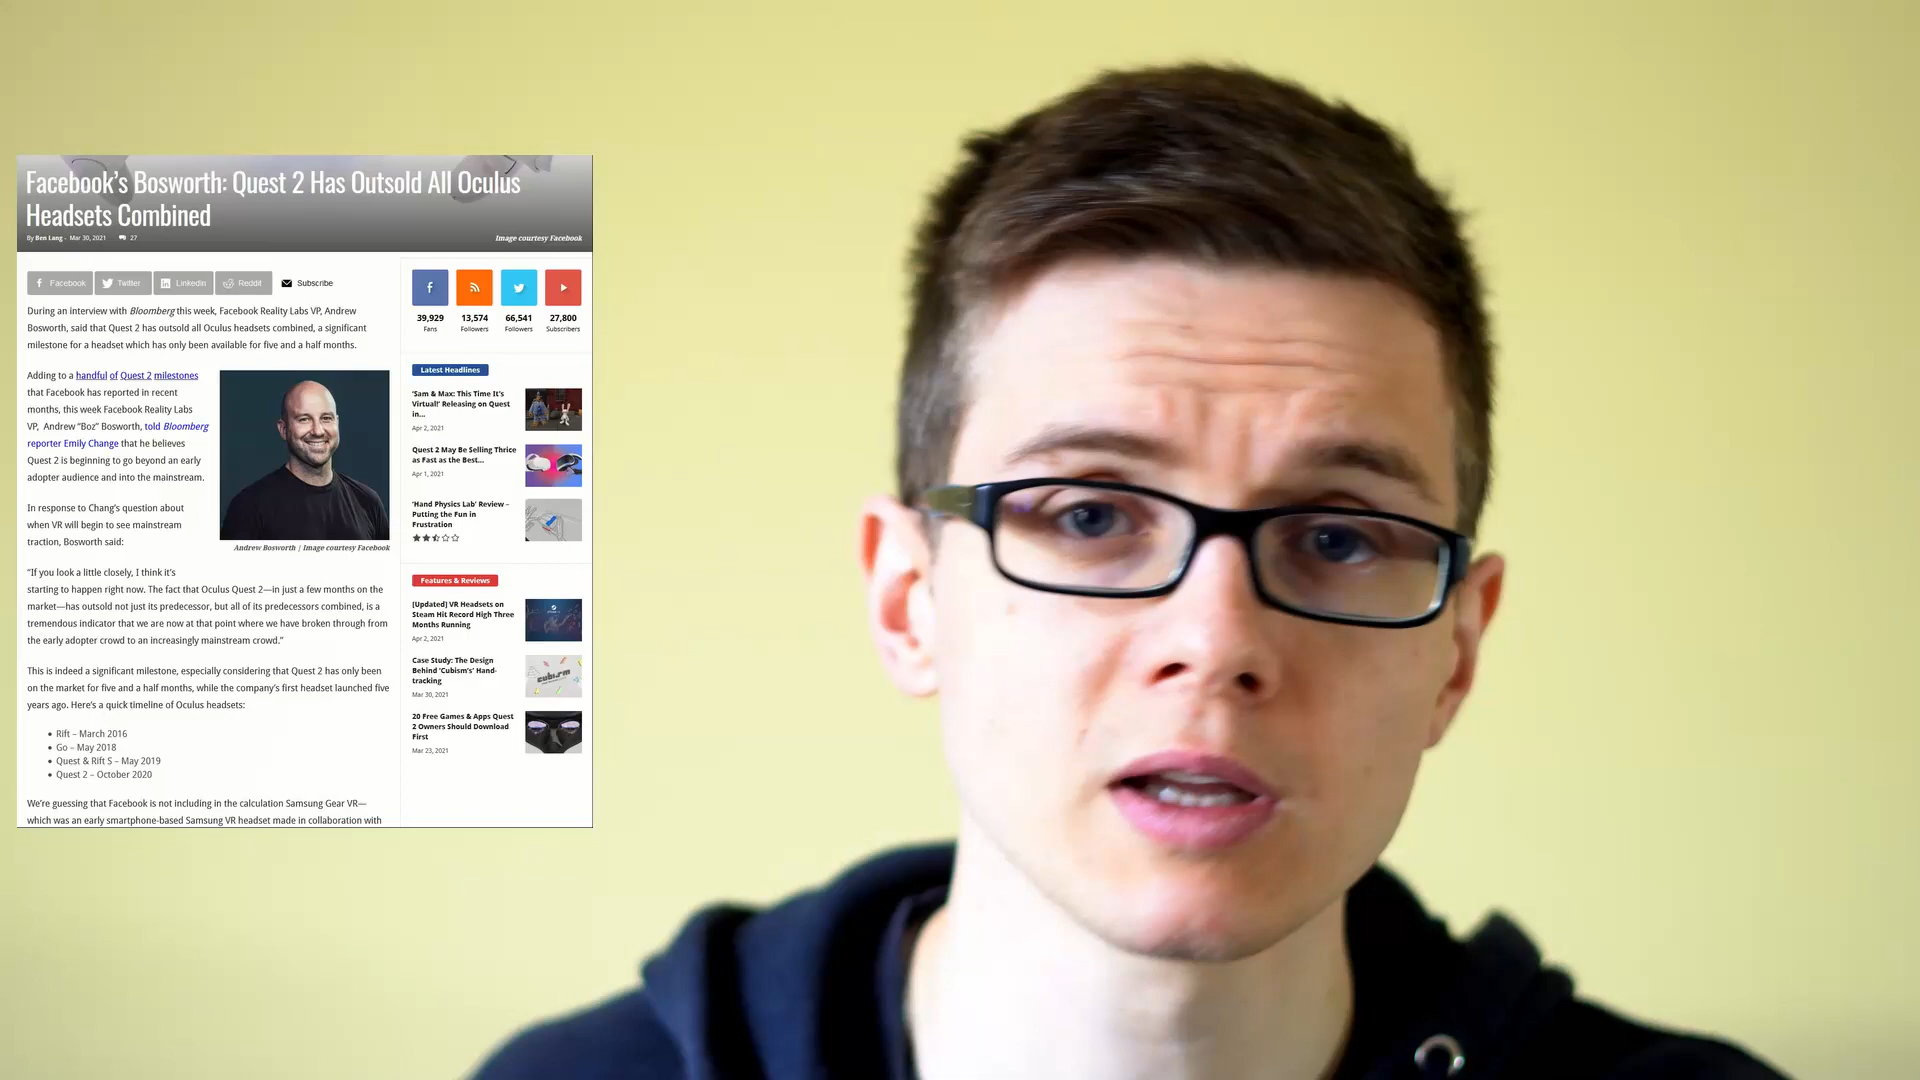 Facebook’s Bosworth: Quest 2 Has Outsold All Oculus
Headsets Combined
By Ben Lang - Mar 30, 2021 27
Image courtesy Facebook
Facebook
Twitter
Linkedin
Reddit
Subscribe
During an interview with Bloomberg this week, Facebook Reality Labs VP, Andrew
Bosworth, said that Quest 2 has outsold all Oculus headsets combined, a significant
milestone for a headset which has only been available for five and a half months.
Adding to a handful of Quest 2 milestones
that Facebook has reported in recent
months, this week Facebook Reality Labs
VP, Andrew “Boz” Bosworth, told Bloomberg
reporter Emily Change that he believes
Quest 2 is beginning to go beyond an early
adopter audience and into the mainstream.
In response to Chang’s question about
when VR will begin to see mainstream
traction, Bosworth said:
Andrew Bosworth | Image courtesy Facebook
“If you look a little closely, I think it’s
starting to happen right now. The fact that Oculus Quest 2—in just a few months on the
market—has outsold not just its predecessor, but all of its predecessors combined, is a
tremendous indicator that we are now at that point where we have broken through from
the early adopter crowd to an increasingly mainstream crowd.”
This is indeed a significant milestone, especially considering that Quest 2 has only been
on the market for five and a half months, while the company’s first headset launched five
years ago. Here’s a quick timeline of Oculus headsets:
• Rift – March 2016
• Go – May 2018
• Quest & Rift S – May 2019
• Quest 2 – October 2020
We’re guessing that Facebook is not including in the calculation Samsung Gear VR—
which was an early smartphone-based Samsung VR headset made in collaboration with
39,929
Fans
13,574
Followers
66,541
Followers
27,800
Subscribers
Latest Headlines
‘Sam & Max: This Time It’s
Virtual!’ Releasing on Quest
in...
Apr 2, 2021
Quest 2 May Be Selling Thrice
as Fast as the Best...
Apr 1, 2021
‘Hand Physics Lab’ Review –
Putting the Fun in
Frustration
Features & Reviews
[Updated] VR Headsets on
Steam Hit Record High Three
Months Running
Apr 2, 2021
Case Study: The Design
Behind ‘Cubism’s’ Hand-
tracking
Mar 30, 2021
cubism
20 Free Games & Apps Quest
2 Owners Should Download
First
Mar 23, 2021